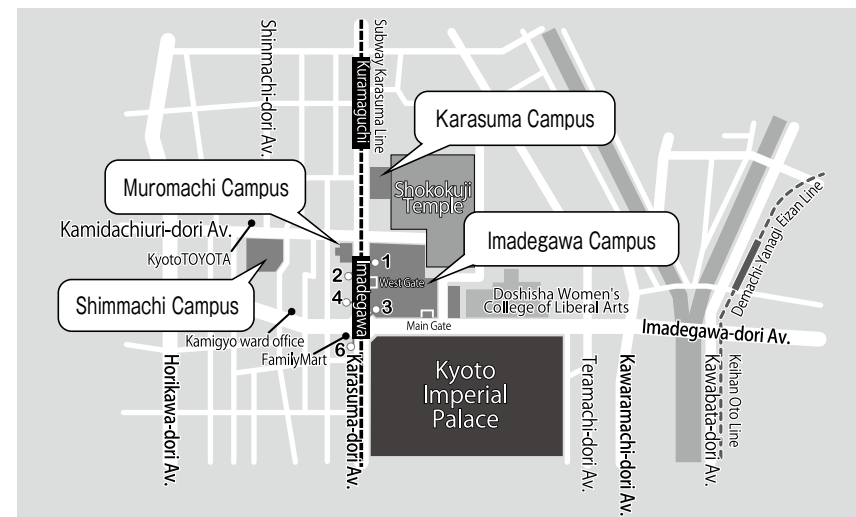 Shinmachi-dori Av.
Subway Karasuma Line
Kuramaguchi
Karasuma Campus
Muromachi Campus
Shokokuji
Temple
Kamidachiuri-dori Av.
KyotoTOYOTA
Imadegawa Campus
Shimmachi Campus
Imadegawa
1
2
West Gate
4
3
Doshisha Women's
College of Liberal Arts
Demachi-Yanagi Eizan Line
Main Gate
Imadegawa-dori Av.
Kamigyo ward office
FamilyMart
6
Kyoto
Imperial
Palace
Horikawa-dori Av.
Karasuma-dori Av.
Teramachi-dori Av.
Kawaramachi-dori Av.
Kawabata-dori Av.
Keihan Oto Line